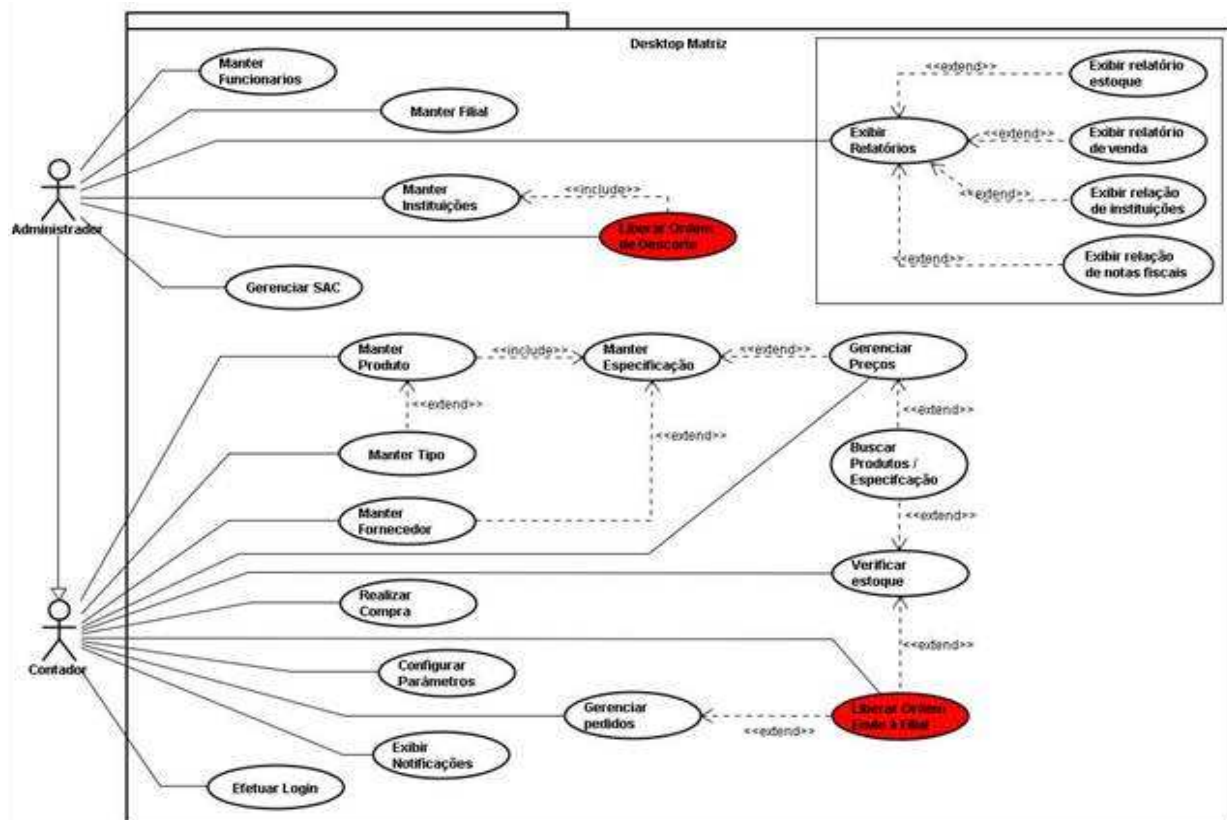 Desktop Matriz
Manter
Funcionarios
<<extend>>
Exibir relatório
estoque
Manter Filial
Exibir
Relatórios
<<extend>>
Exibir relatório
de venda
Administrador
Manter
Instituições
<<include>>
<<extend>>
Exibir relação
de instituições
Liberar Ordem
de Descarte
<<extend>>
Exibir relação
de notas fiscais
Gerenciar SAC
Manter
Produto
<<include>>
Manter
Especificação
<<extend>>
Gerenciar
Preços
<<extend>>
<<extend>>
<<extend>>
Manter Tipo
Buscar
Produtos /
Especifcação
Manter
Fornecedor
<<extend>>
Verificar
estoque
Realizar
Compra
<<extend>>
Contador
Configurar
Parâmetros
Gerenciar
pedidos
<<extend>>
Liberar Ordem
Envio à Filial
Exibir
Notificações
Efetuar Login